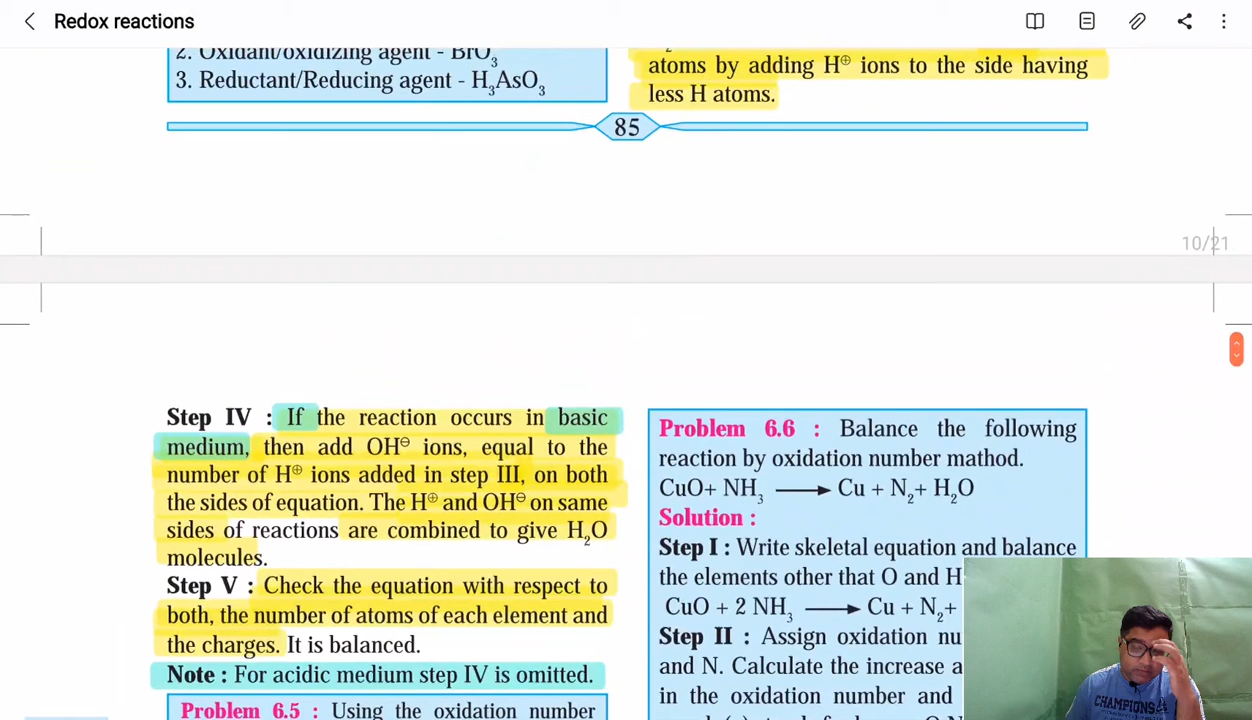 Redox reactions
2. Oxidant/oxidizing agent - BrO3
3. Reductant/Reducing agent - H3AsO3
2
atoms by adding H⊕ ions to the side having
less H atoms.
85
10/21
Step IV : If the reaction occurs in basic
medium, then add OH⊖ ions, equal to the
number of H⊕ ions added in step III, on both
the sides of equation. The H⊕ and OH⊖ on same
sides of reactions are combined to give H2O
molecules.
Step V : Check the equation with respect to
both, the number of atoms of each element and
the charges. It is balanced.
Note : For acidic medium step IV is omitted.
Problem 6.5 : Using the oxidation number
Problem 6.6 : Balance the following
reaction by oxidation number mathod.
CuO+ NH3 ⟶ Cu + N2+ H2O
Solution :
Step I : Write skeletal equation and balance
the elements other that O and H
CuO + 2 NH3 ⟶ Cu + N2+
Step II : Assign oxidation nu
and N. Calculate the increase a
in the oxidation number and
CHAMPIONS